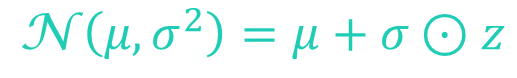 𝒩(μ, σ²) = μ + σ ⊙ z